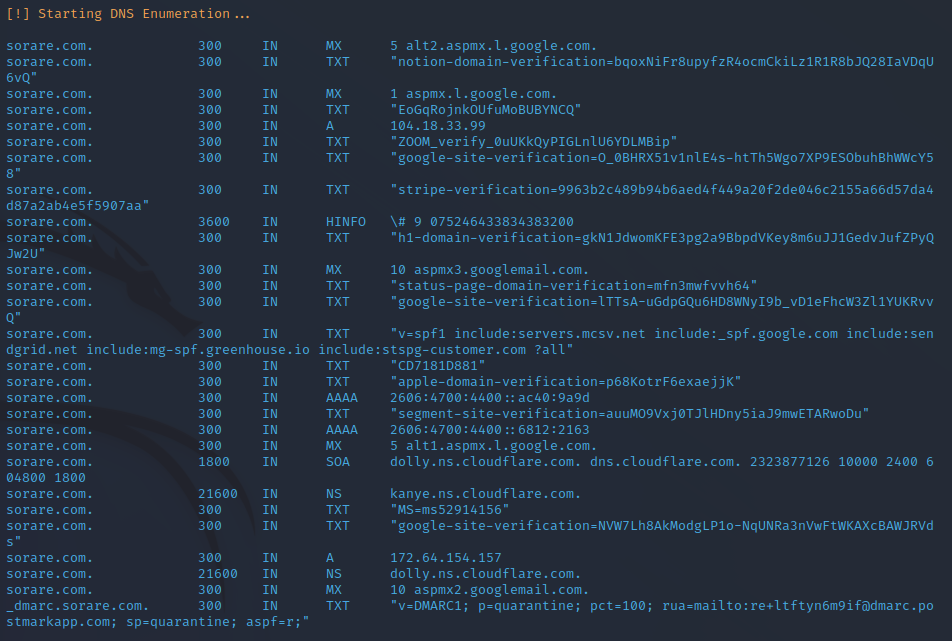 [!] Starting DNS Enumeration...
sorare.com. 300 IN MX 5 alt2.aspmx.l.google.com.
sorare.com. 300 IN TXT "notion-domain-verification=bqoxNiFr8upyfzR4ocmCkiLz1R1R8bJQ28IaVDqU
6vQ"
sorare.com. 300 IN MX 1 aspmx.l.google.com.
sorare.com. 300 IN TXT "EoGqRojnkOUfuMoBUBYNCQ"
sorare.com. 300 IN A 104.18.33.99
sorare.com. 300 IN TXT "ZOOM_verify_0uUKkQyPIGLnlU6YDLMBip"
sorare.com. 300 IN TXT "google-site-verification=O_0BHRX51v1nlE4s-htTh5Wgo7XP9ESObuhBhWWcY5
8"
sorare.com. 300 IN TXT "stripe-verification=9963b2c489b94b6aed4f449a20f2de046c2155a66d57da4
d87a2ab4e5f5907aa"
sorare.com. 3600 IN HINFO \# 9 075246433834383200
sorare.com. 300 IN TXT "h1-domain-verification=gkN1JdwomKFE3pg2a9BbpdVKey8m6uJJ1GedvJufZPyQ
Jw2U"
sorare.com. 300 IN MX 10 aspmx3.googlemail.com.
sorare.com. 300 IN TXT "status-page-domain-verification=mfn3mwfvvh64"
sorare.com. 300 IN TXT "google-site-verification=lTTsA-uGdpGQu6HD8WNyI9b_vD1eFhcW3Zl1YUKRvv
Q"
sorare.com. 300 IN TXT "v=spf1 include:servers.mcsv.net include:_spf.google.com include:sen
dgrid.net include:mg-spf.greenhouse.io include:stspg-customer.com ?all"
sorare.com. 300 IN TXT "CD7181D881"
sorare.com. 300 IN TXT "apple-domain-verification=p68KotrF6exaejjK"
sorare.com. 300 IN AAAA 2606:4700:4400::ac40:9a9d
sorare.com. 300 IN TXT "segment-site-verification=auuMO9Vxj0TJlHDny5iaJ9mwETARwoDu"
sorare.com. 300 IN AAAA 2606:4700:4400::6812:2163
sorare.com. 300 IN MX 5 alt1.aspmx.l.google.com.
sorare.com. 1800 IN SOA dolly.ns.cloudflare.com. dns.cloudflare.com. 2323877126 10000 2400 6
04800 1800
sorare.com. 21600 IN NS kanye.ns.cloudflare.com.
sorare.com. 300 IN TXT "MS=ms52914156"
sorare.com. 300 IN TXT "google-site-verification=NVW7Lh8AkModgLP1o-NqUNRa3nVwFtWKAXcBAWJRVd
s"
sorare.com. 300 IN A 172.64.154.157
sorare.com. 21600 IN NS dolly.ns.cloudflare.com.
sorare.com. 300 IN MX 10 aspmx2.googlemail.com.
_dmarc.sorare.com. 300 IN TXT "v=DMARC1; p=quarantine; pct=100; rua=mailto:re+ltftyn6m9if@dmarc.po
stmarkapp.com; sp=quarantine; aspf=r;"